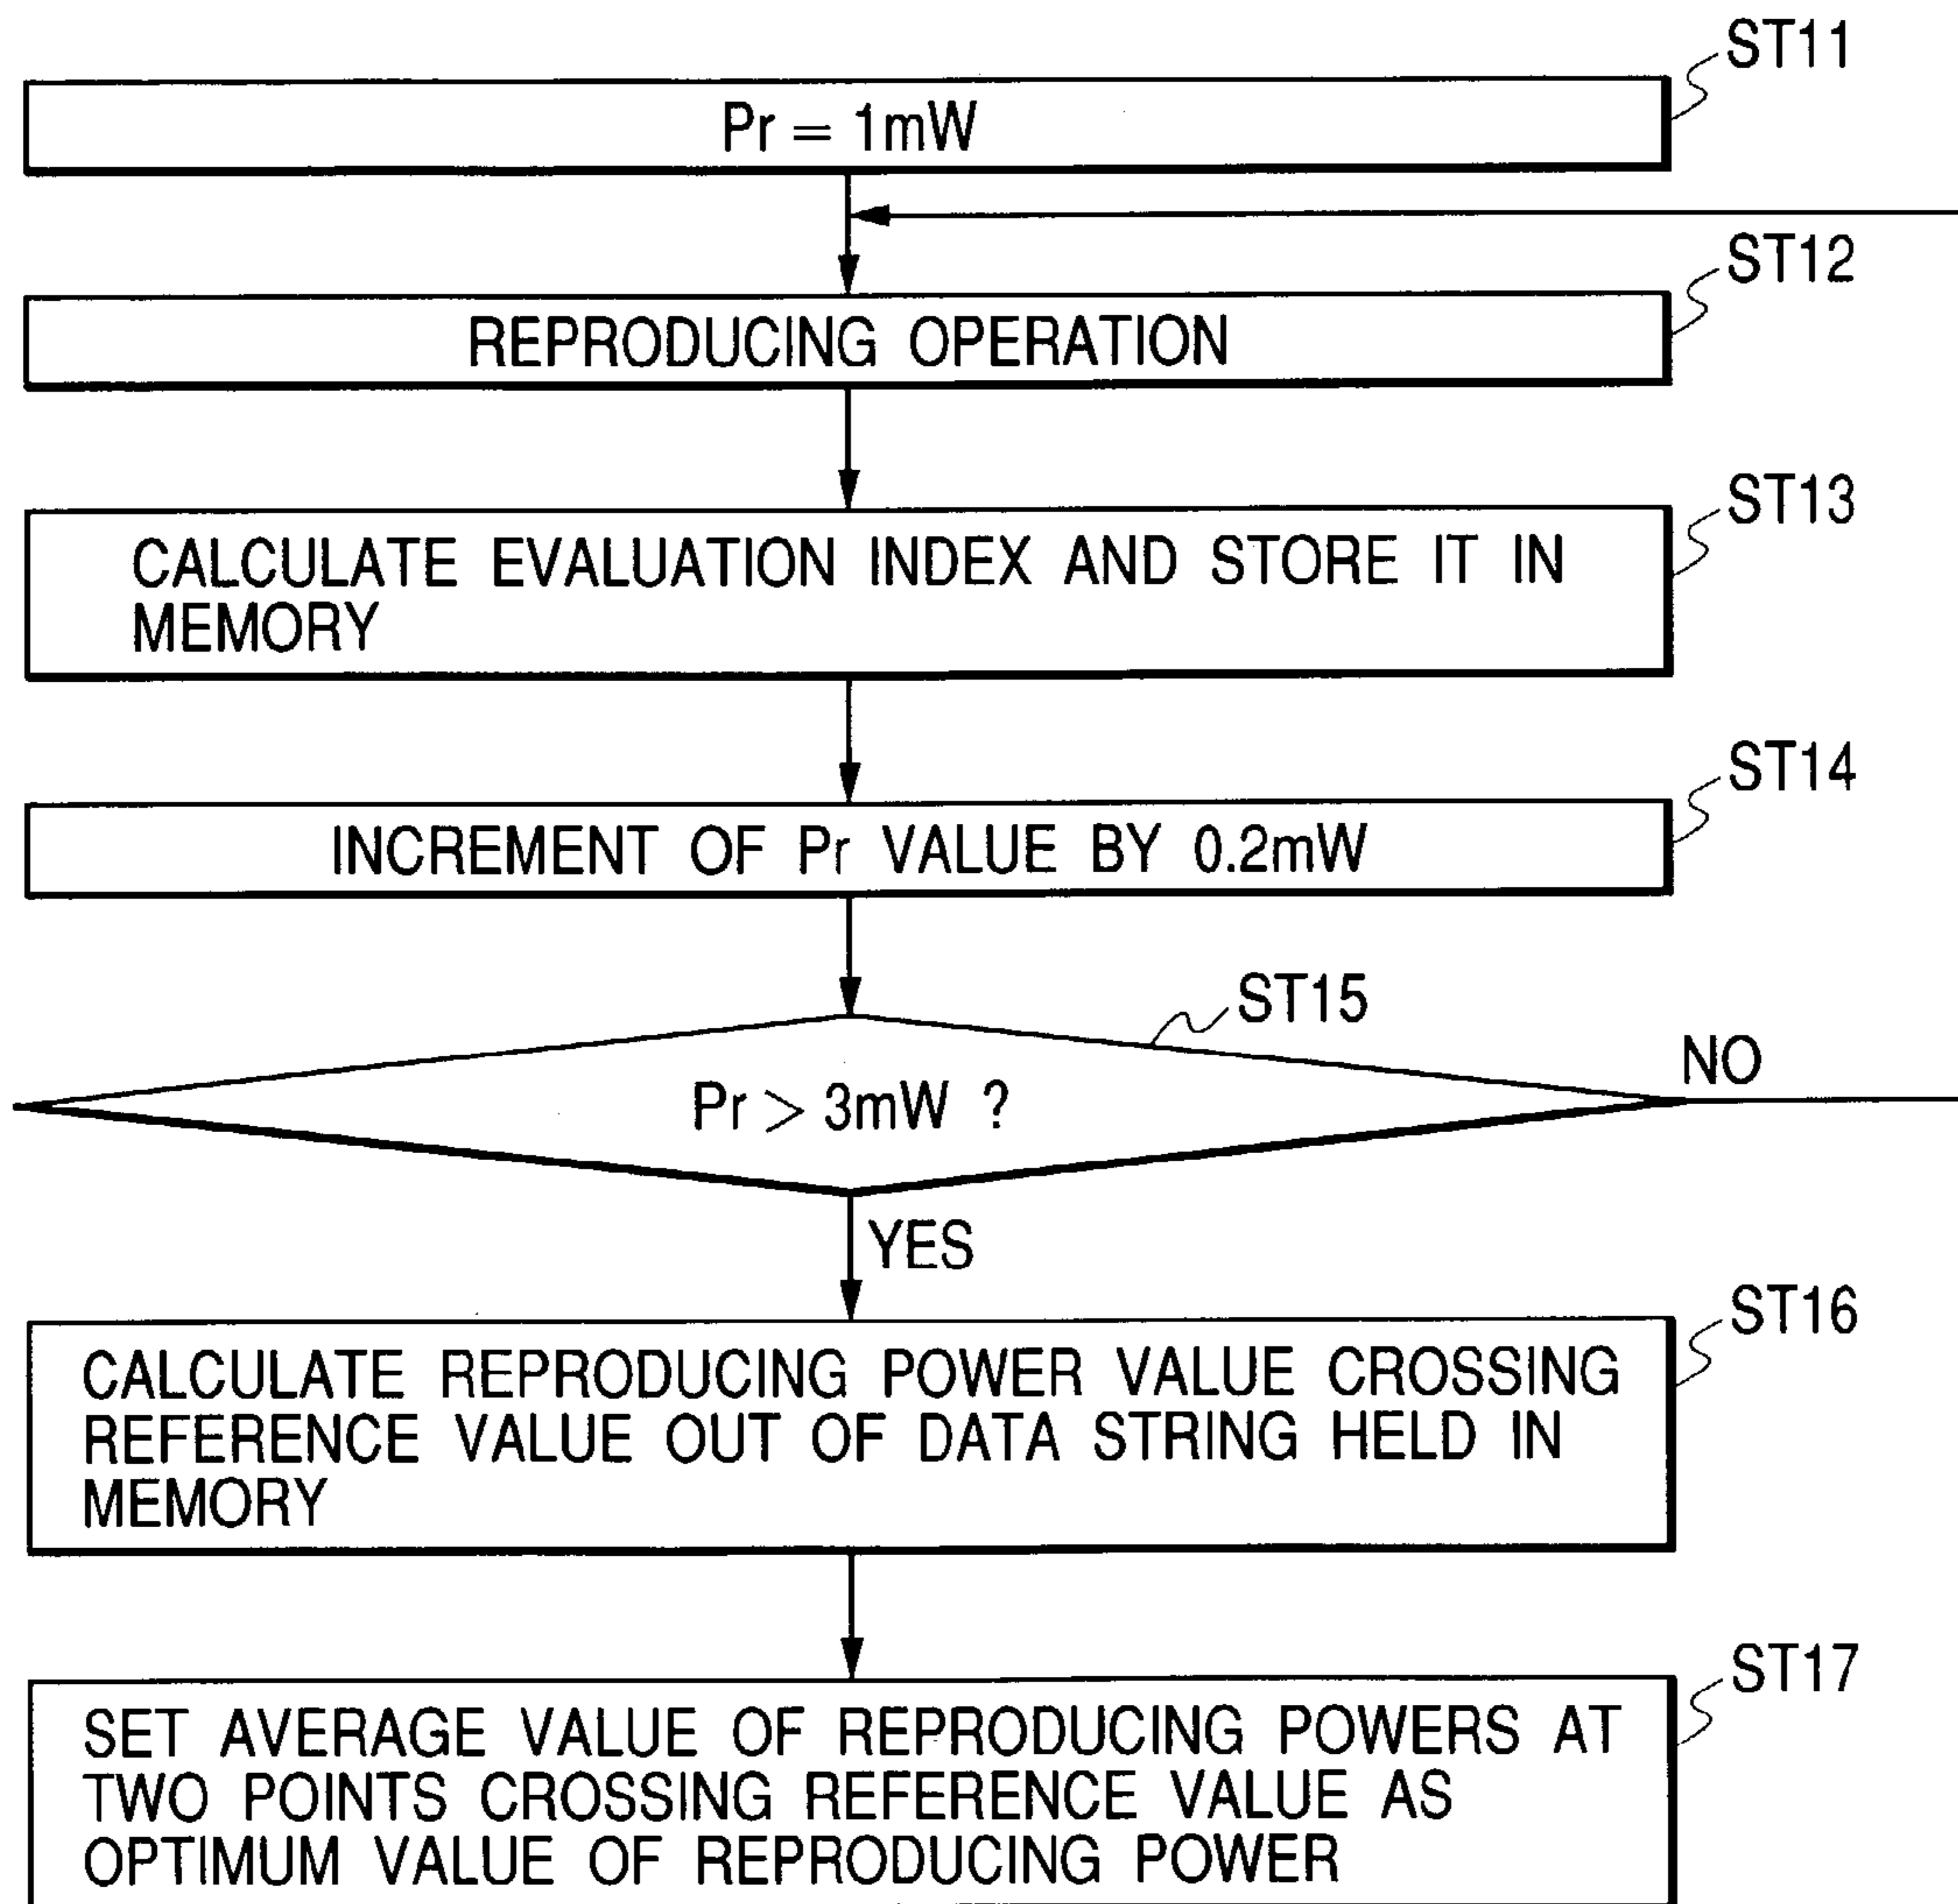 ST11
Pr = 1mW
ST12
REPRODUCING OPERATION
ST13
CALCULATE EVALUATION INDEX AND STORE IT IN
MEMORY
ST14
INCREMENT OF Pr VALUE BY 0.2mW
ST15
NO
Pr > 3mW ?
YES
ST16
CALCULATE REPRODUCING POWER VALUE CROSSING
REFERENCE VALUE OUT OF DATA STRING HELD IN
MEMORY
ST17
SET AVERAGE VALUE OF REPRODUCING POWERS AT
TWO POINTS CROSSING REFERENCE VALUE AS
OPTIMUM VALUE OF REPRODUCING POWER